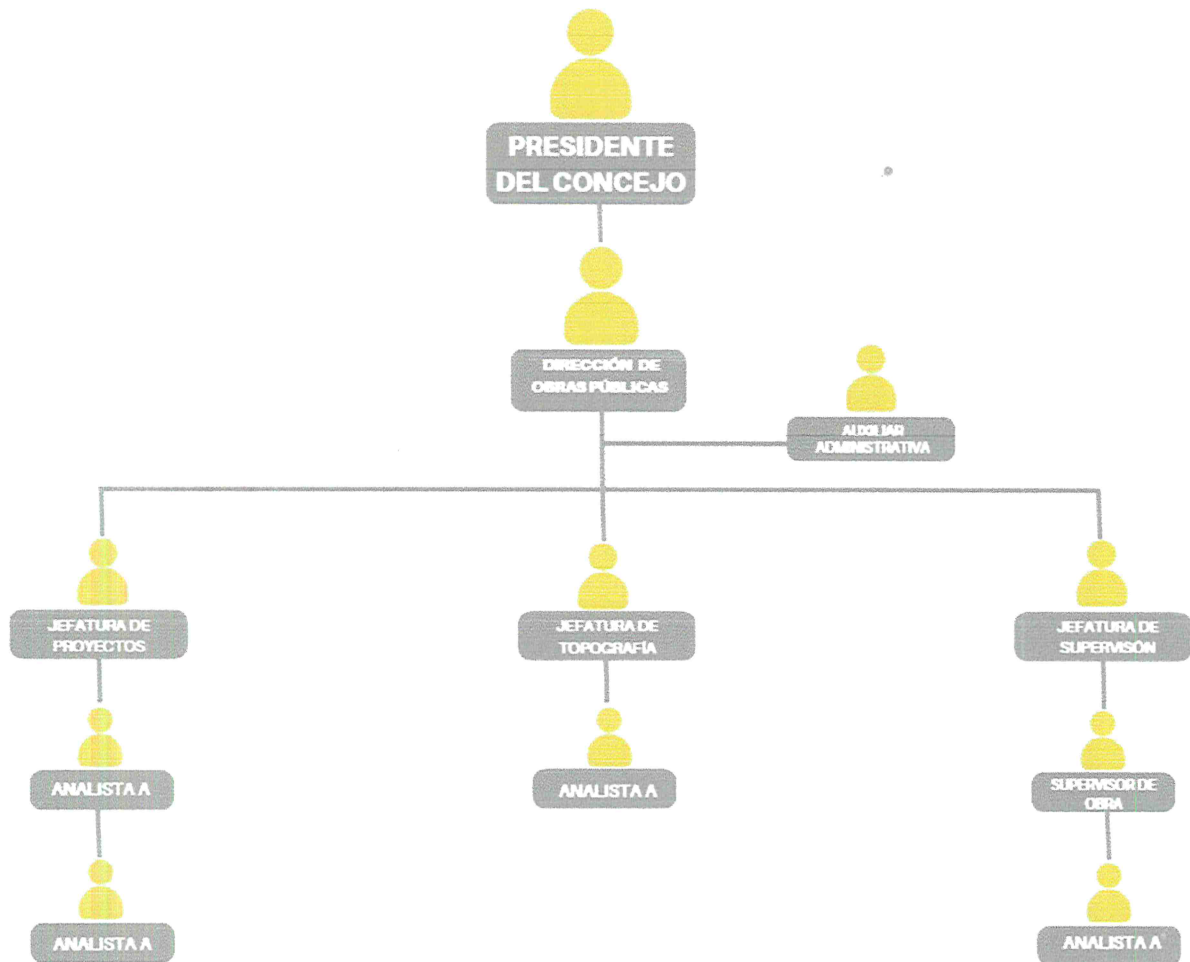 PRESIDENTE
DEL CONCEJO
DIRECCIÓN DE
OBRAS PÚBLICAS
AUXILIAR
ADMINISTRATIVA
JEFATURA DE
PROYECTOS
JEFATURA DE
TOPOGRAFÍA
JEFATURA DE
SUPERVISÓN
ANALISTA A
ANALISTA A
SUPERVISOR DE
OBRA
ANALISTA A
ANALISTA A